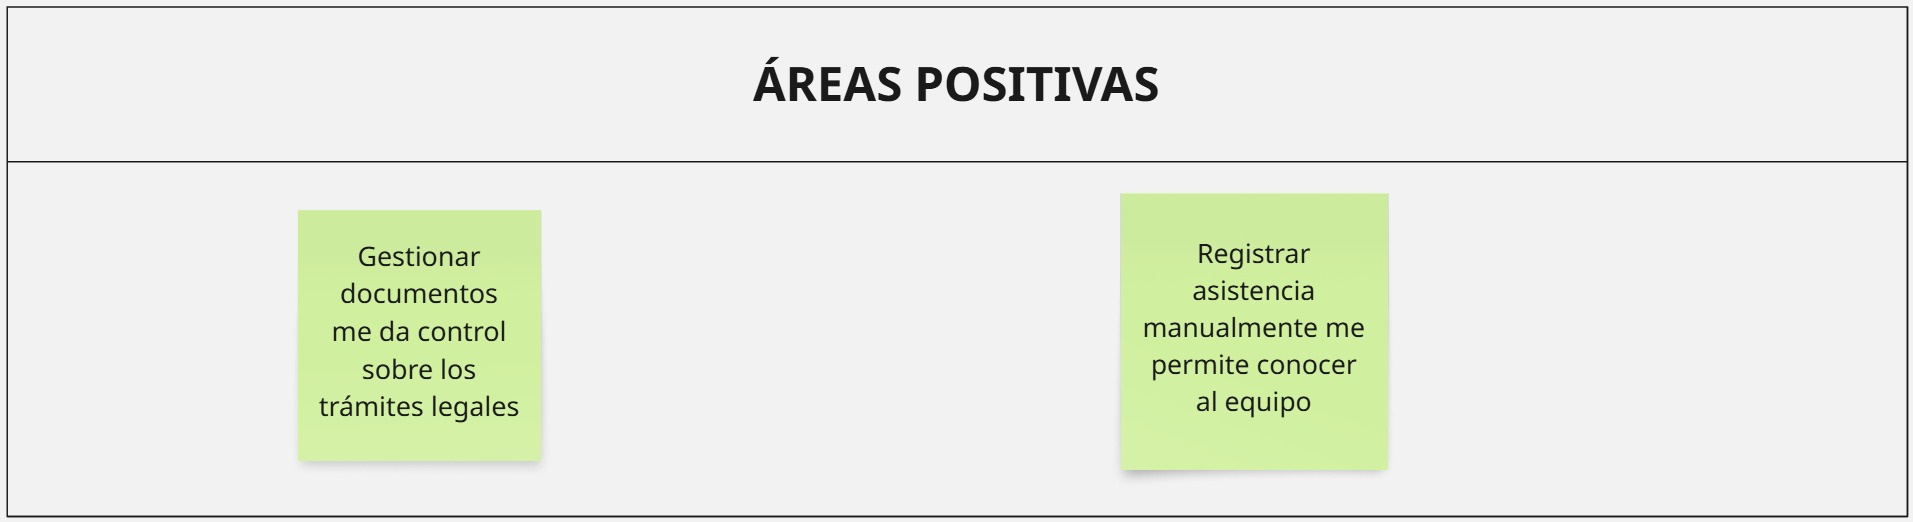 ÁREAS POSITIVAS
Gestionar
documentos
me da control
sobre los
trámites legales
Registrar
asistencia
manualmente me
permite conocer
al equipo